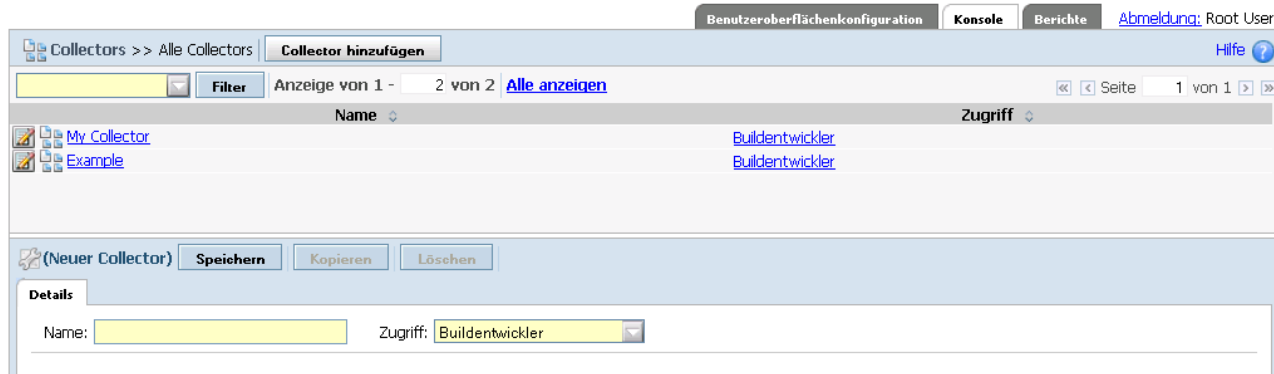 Benutzeroberflächenkonfiguration Konsole Berichte Abmeldung: Root User
Collectors >> Alle Collectors Collector hinzufügen Hilfe ?
Filter Anzeige von 1 - 2 von 2 Alle anzeigen Seite 1 von 1
Name Zugriff
My Collector Buildentwickler
Example Buildentwickler
(Neuer Collector) Speichern Kopieren Löschen
Details
Name: Zugriff: Buildentwickler